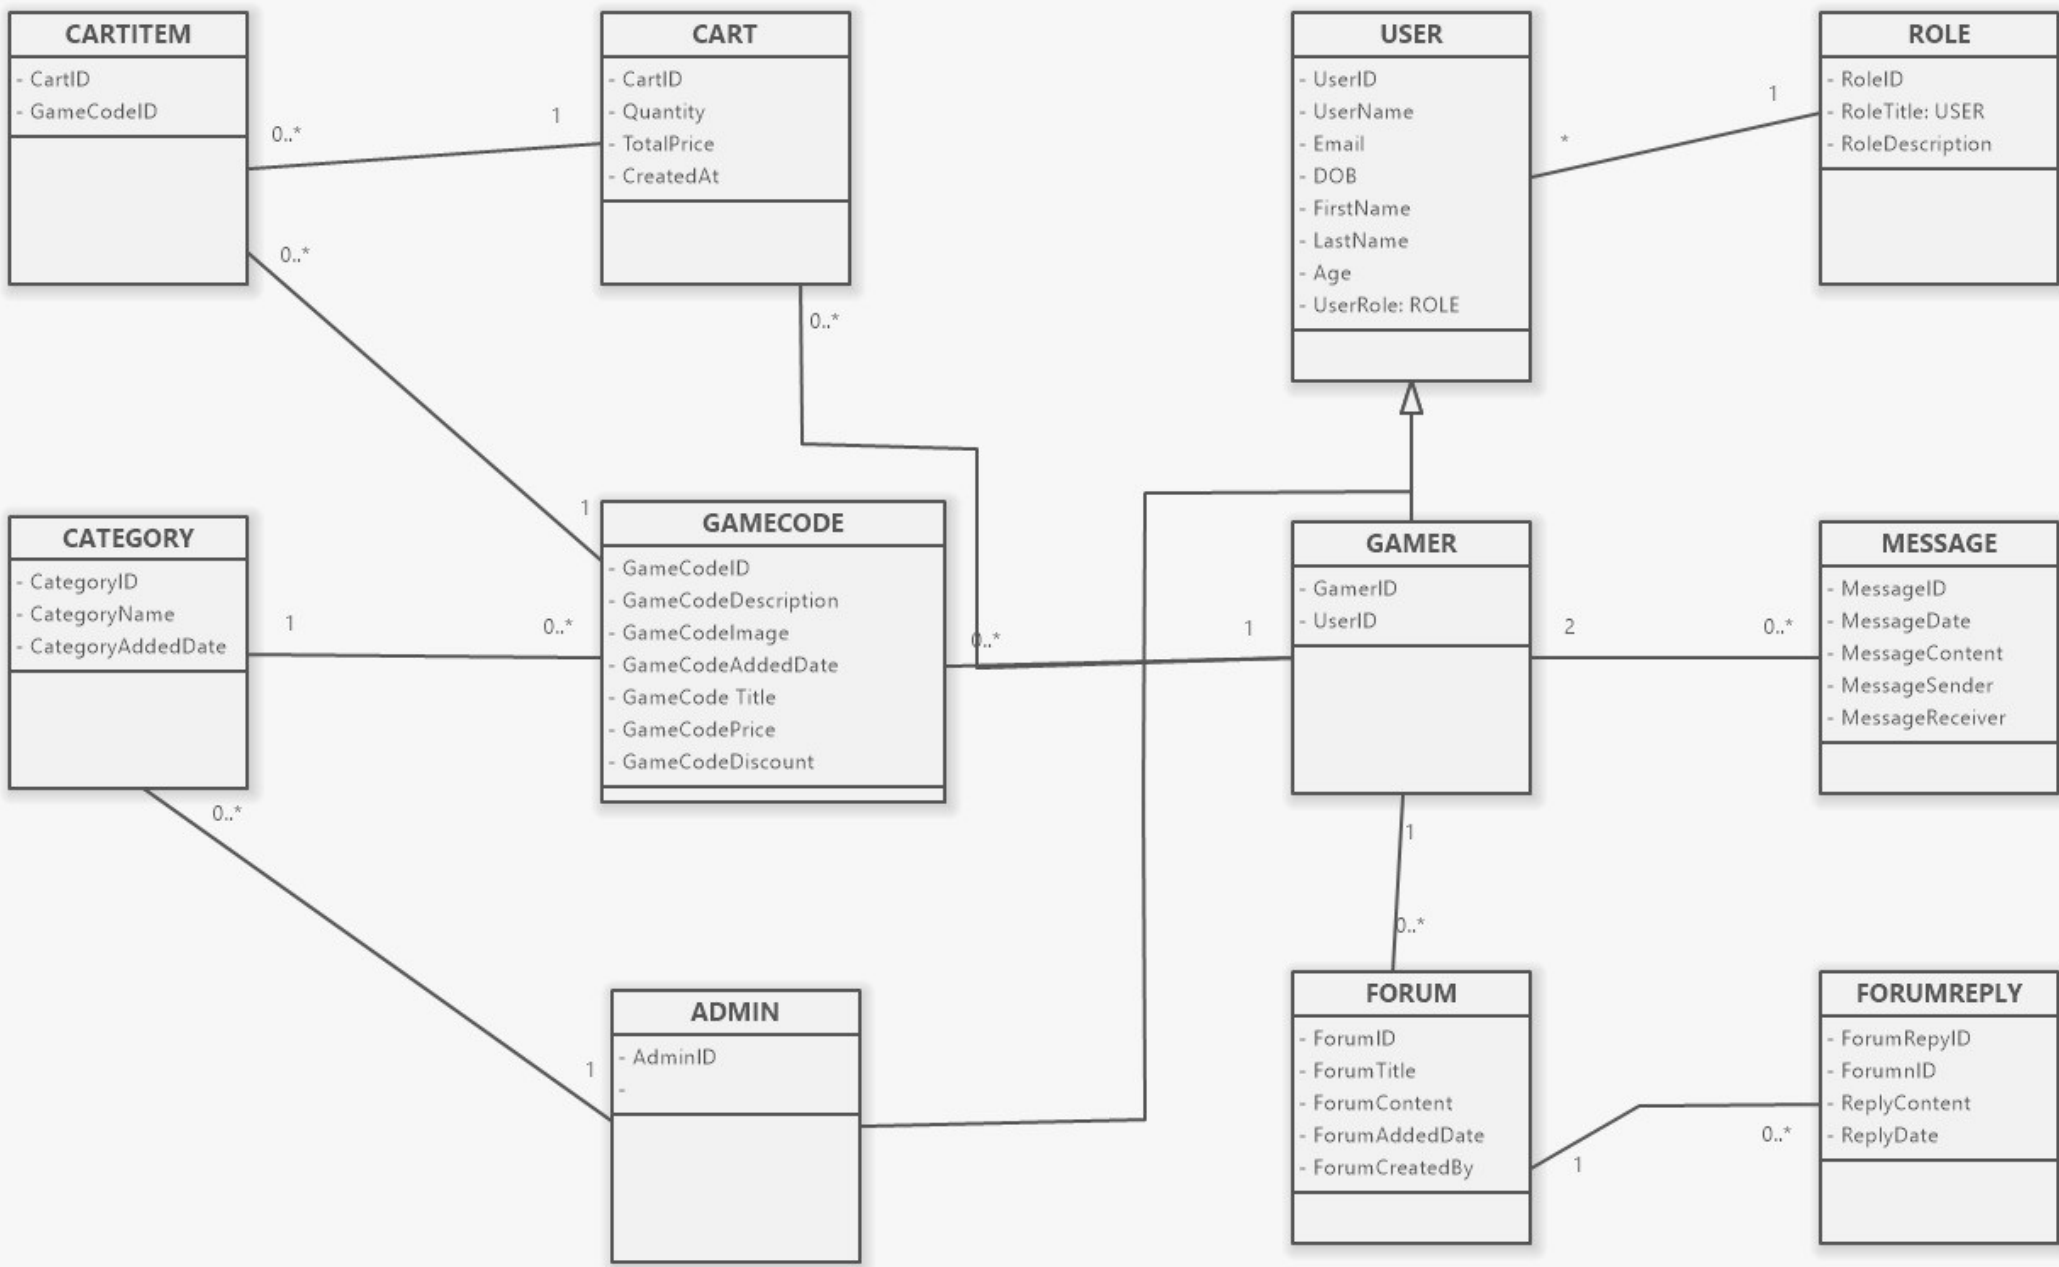 CARTITEM
- CartID
- GameCodeID
0..*
0..*
1
CART
- CartID
- Quantity
- TotalPrice
- CreatedAt
0..*
USER
- UserID
- UserName
- Email
- DOB
- FirstName
- LastName
- Age
- UserRole: ROLE
*
1
ROLE
- RoleID
- RoleTitle: USER
- RoleDescription
CATEGORY
- CategoryID
- CategoryName
- CategoryAddedDate
1
0..*
0..*
1
GAMECODE
- GameCodeID
- GameCodeDescription
- GameCodeImage
- GameCodeAddedDate
- GameCode Title
- GameCodePrice
- GameCodeDiscount
0..*
1
GAMER
- GamerID
- UserID
2
0..*
1
0..*
MESSAGE
- MessageID
- MessageDate
- MessageContent
- MessageSender
- MessageReceiver
1
ADMIN
- AdminID
-
FORUM
- ForumID
- ForumTitle
- ForumContent
- ForumAddedDate
- ForumCreatedBy
1
0..*
FORUMREPLY
- ForumRepyID
- ForumnID
- ReplyContent
- ReplyDate